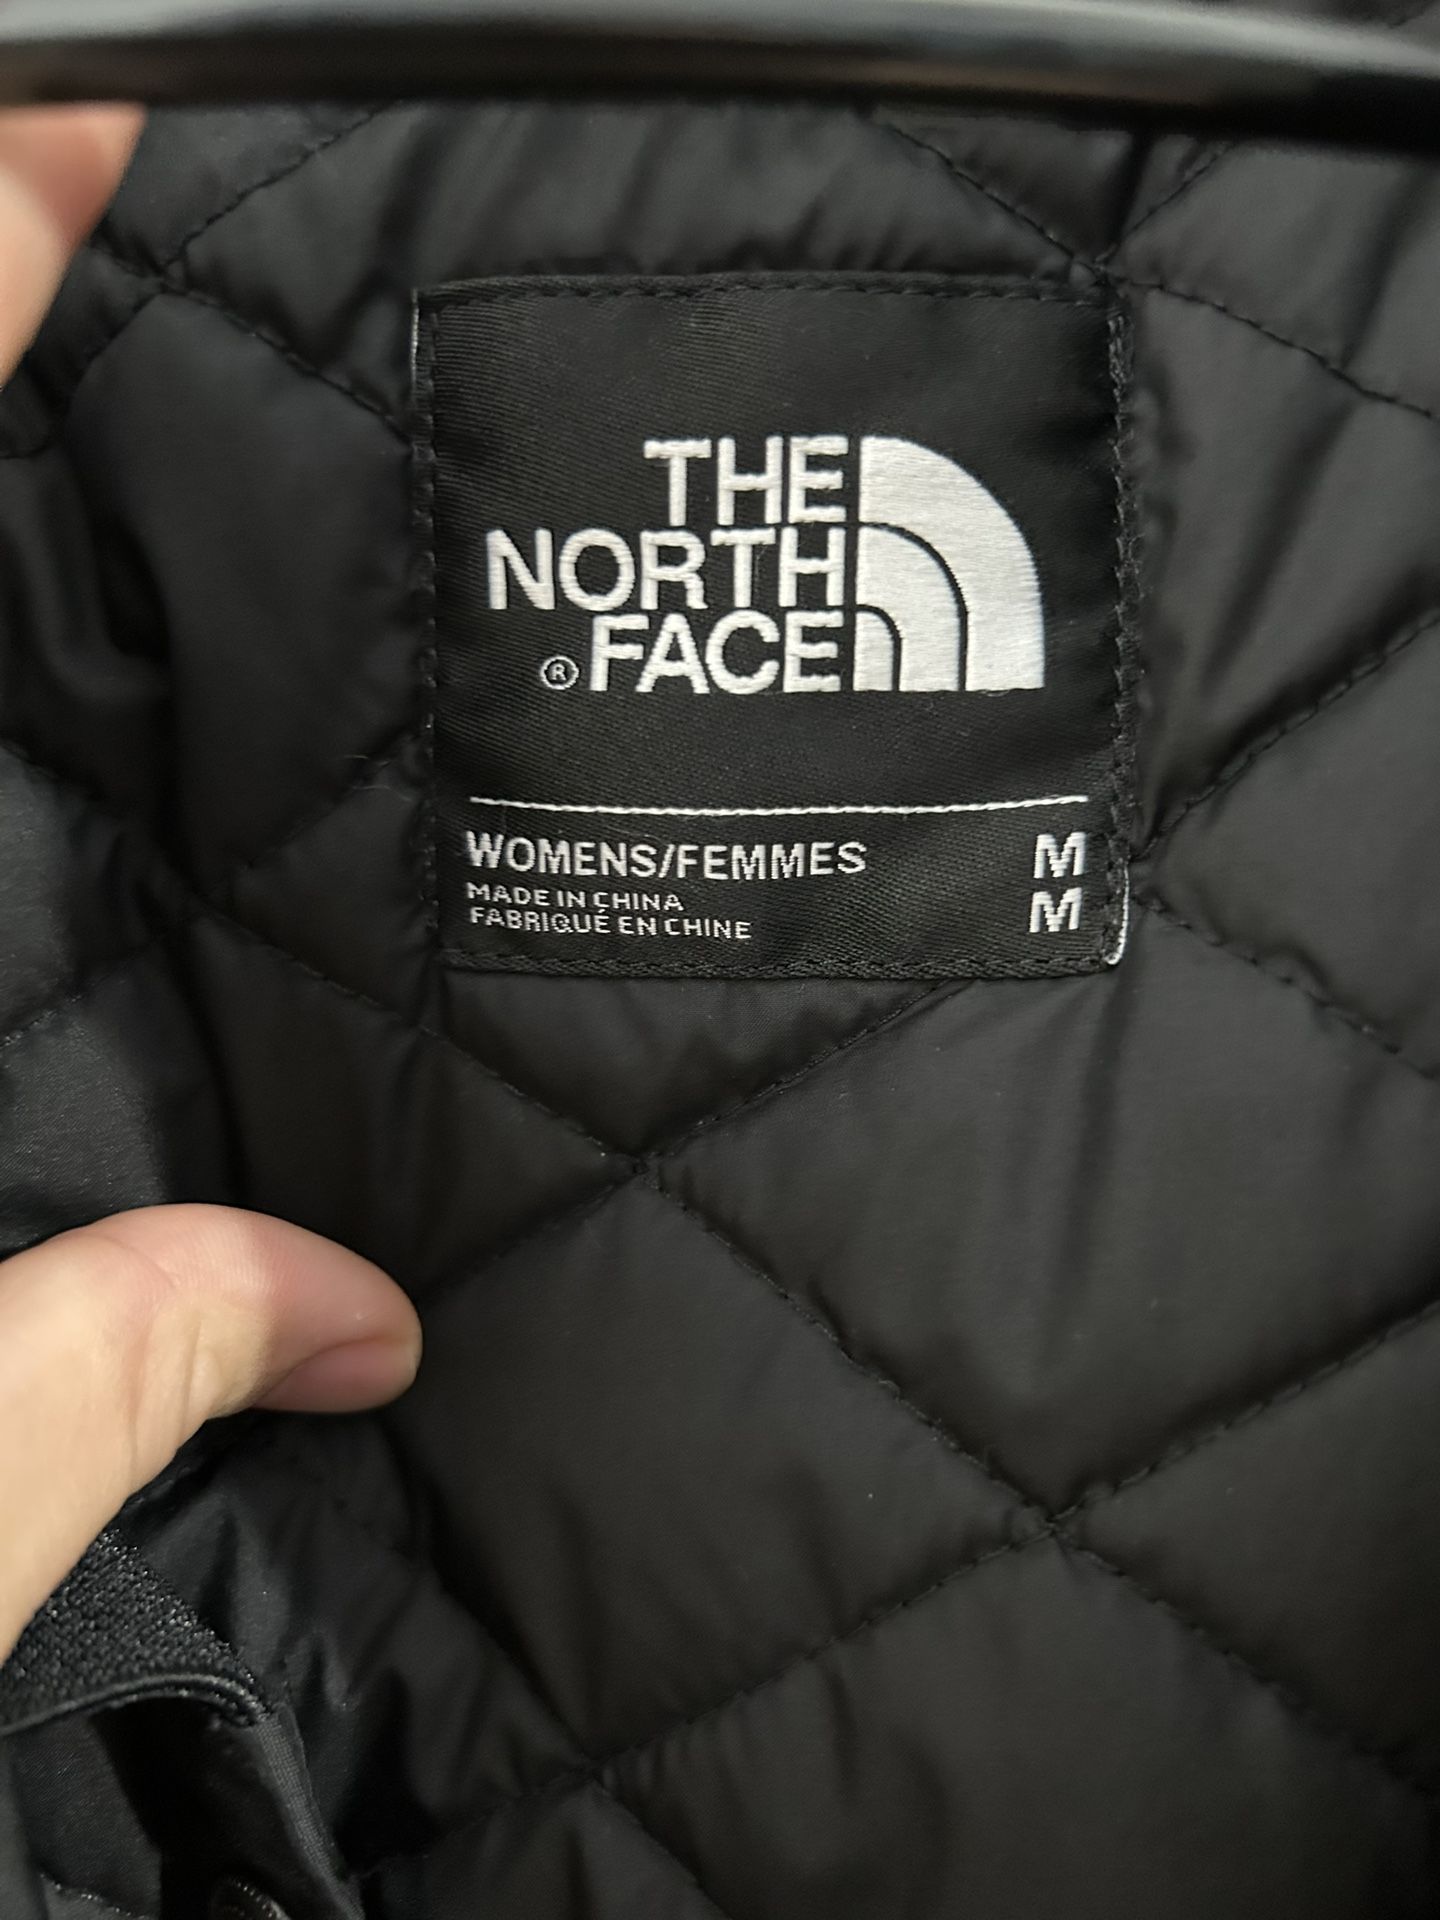 THE
NORTH
® FACE
WOMENS/FEMMES M
MADE IN CHINA
FABRIQUÉ EN CHINE M